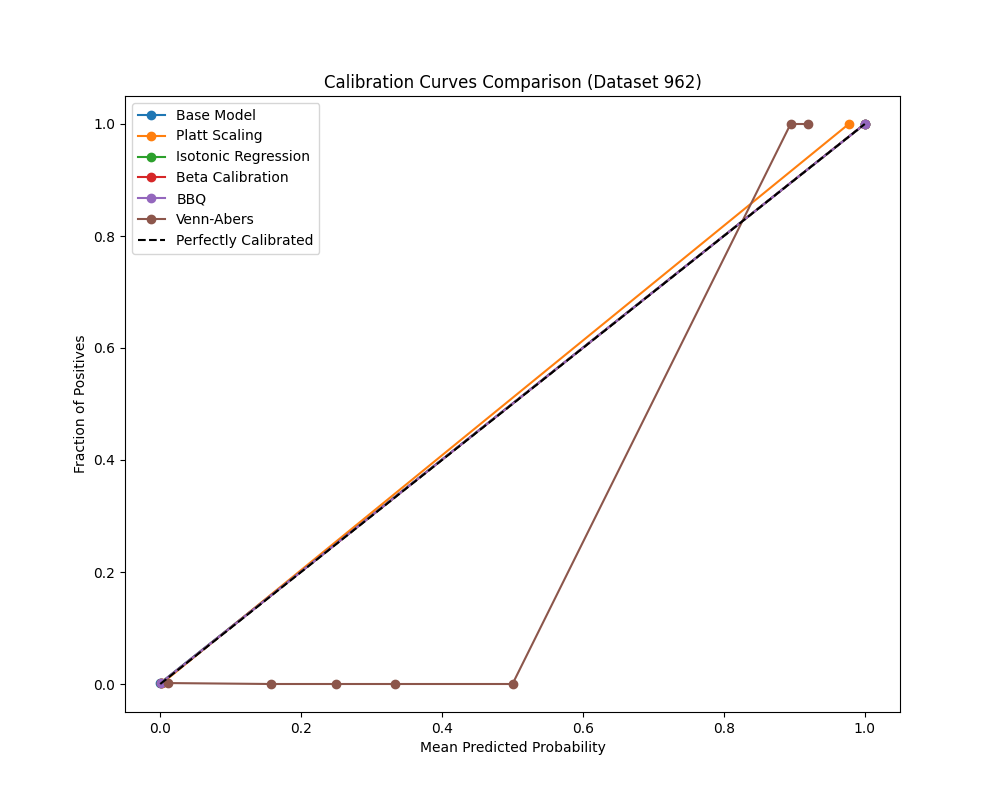 Calibration Curves Comparison (Dataset 962)
Base Model
Platt Scaling
Isotonic Regression
Beta Calibration
BBQ
Venn-Abers
Perfectly Calibrated
Fraction of Positives
1.0
0.8
0.6
0.4
0.2
0.0
0.0 0.2 0.4 0.6 0.8 1.0
Mean Predicted Probability